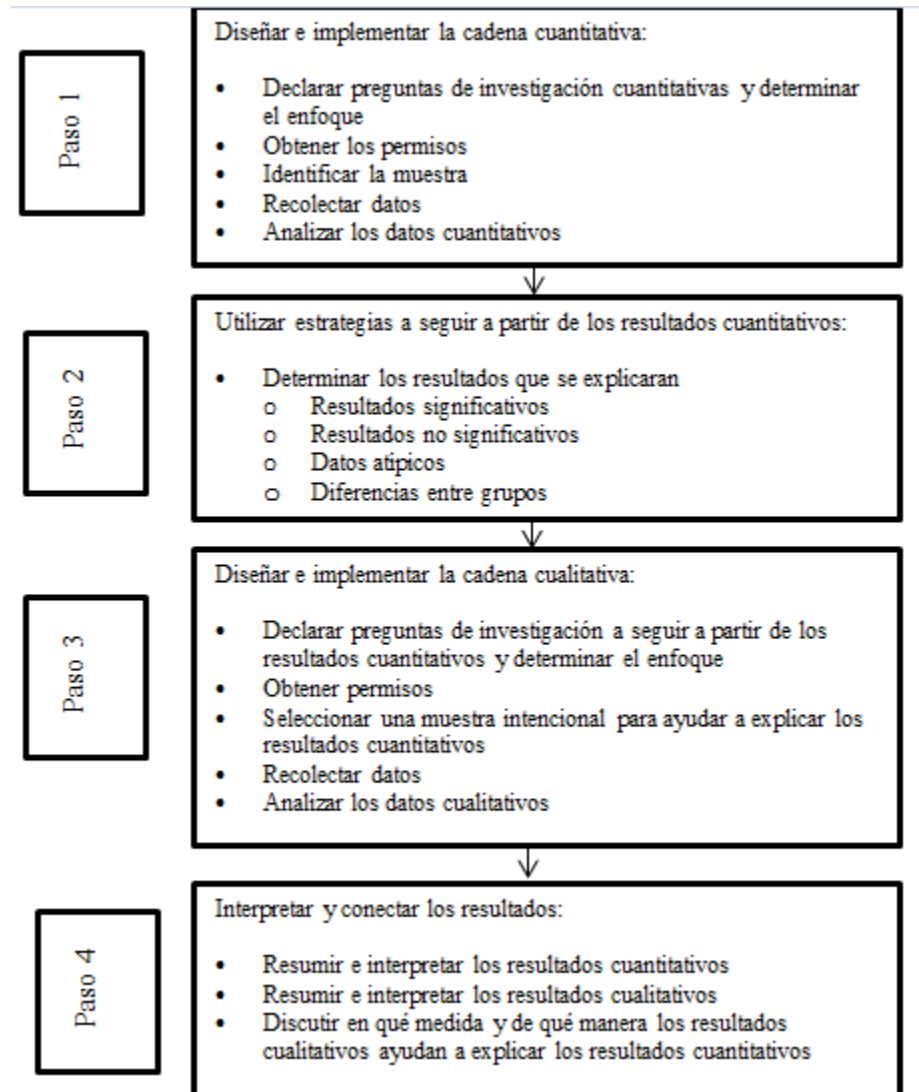 Paso 1
Diseñar e implementar la cadena cuantitativa:
• Declarar preguntas de investigación cuantitativas y determinar
el enfoque
• Obtener los permisos
• Identificar la muestra
• Recolectar datos
• Analizar los datos cuantitativos
Paso 2
Utilizar estrategias a seguir a partir de los resultados cuantitativos:
• Determinar los resultados que se explicaran
o Resultados significativos
o Resultados no significativos
o Datos atípicos
o Diferencias entre grupos
Paso 3
Diseñar e implementar la cadena cualitativa:
• Declarar preguntas de investigación a seguir a partir de los
resultados cuantitativos y determinar el enfoque
• Obtener permisos
• Seleccionar una muestra intencional para ayudar a explicar los
resultados cuantitativos
• Recolectar datos
• Analizar los datos cualitativos
Paso 4
Interpretar y conectar los resultados:
• Resumir e interpretar los resultados cuantitativos
• Resumir e interpretar los resultados cualitativos
• Discutir en qué medida y de qué manera los resultados
cualitativos ayudan a explicar los resultados cuantitativos